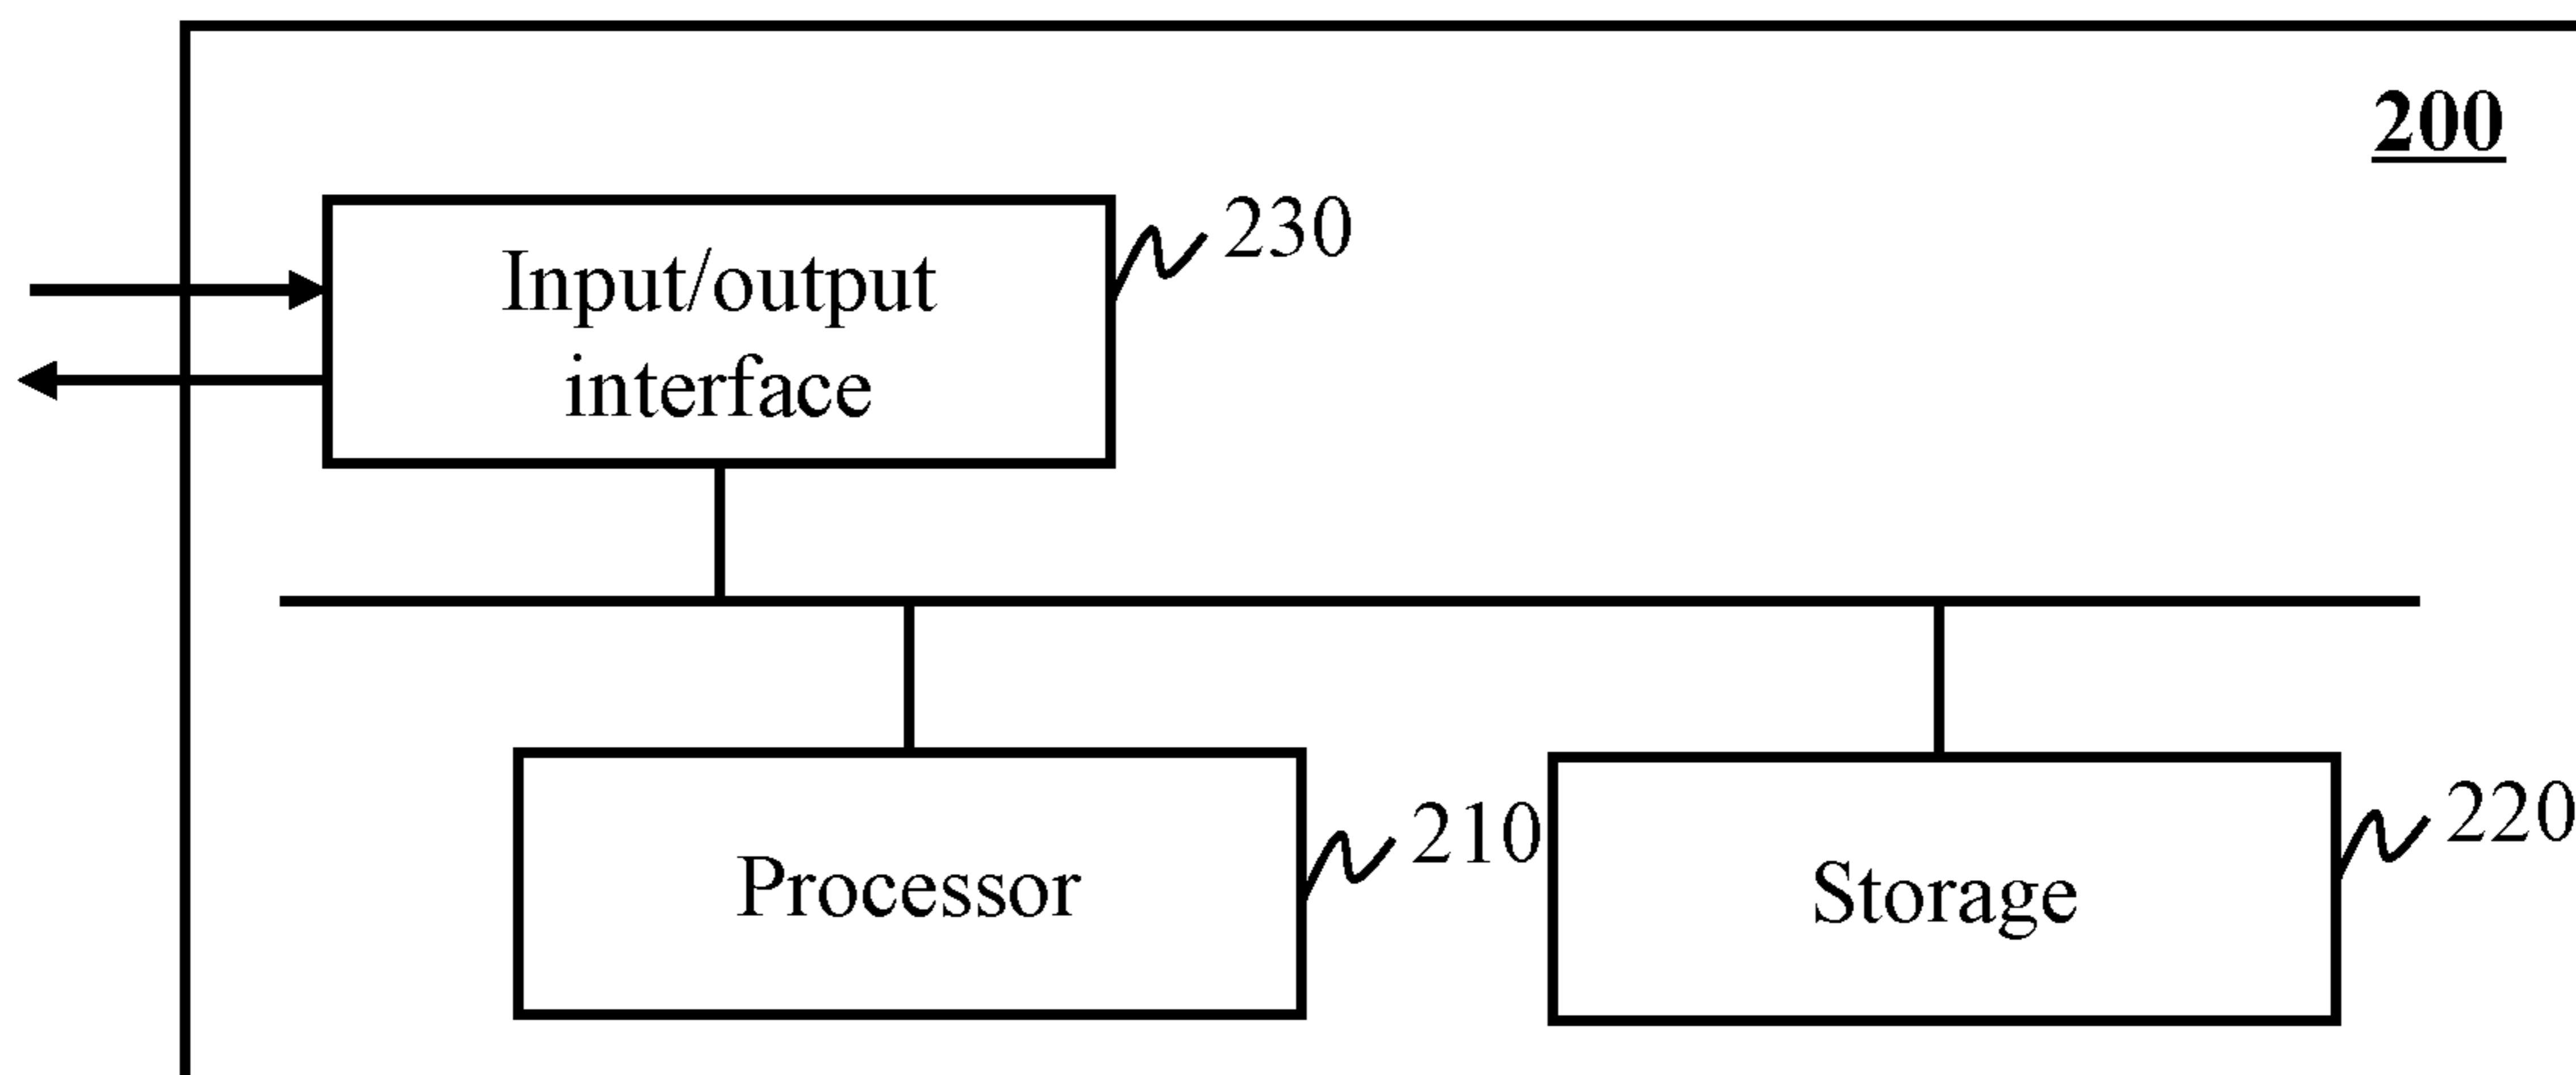 200
230
Input/output
interface
210
220
Processor
Storage